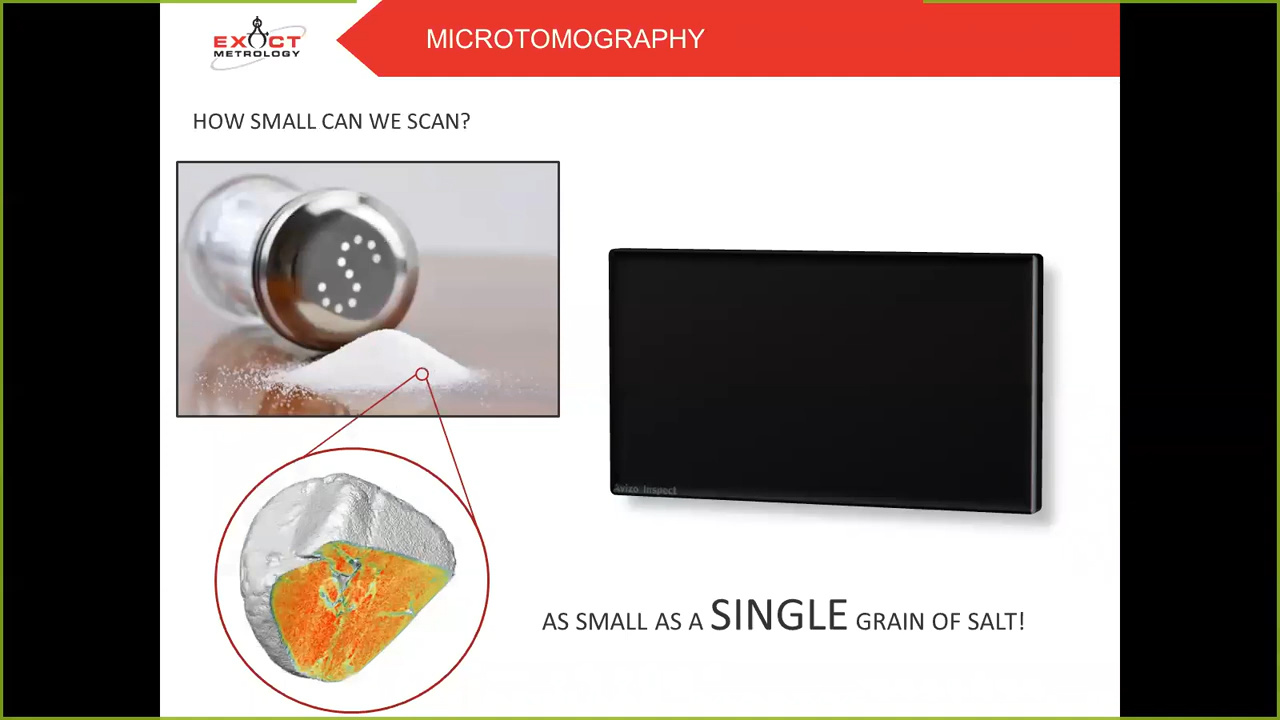 EXACT
METROLOGY
MICROTOMOGRAPHY
HOW SMALL CAN WE SCAN?
Avizo Inspect
AS SMALL AS A SINGLE GRAIN OF SALT!